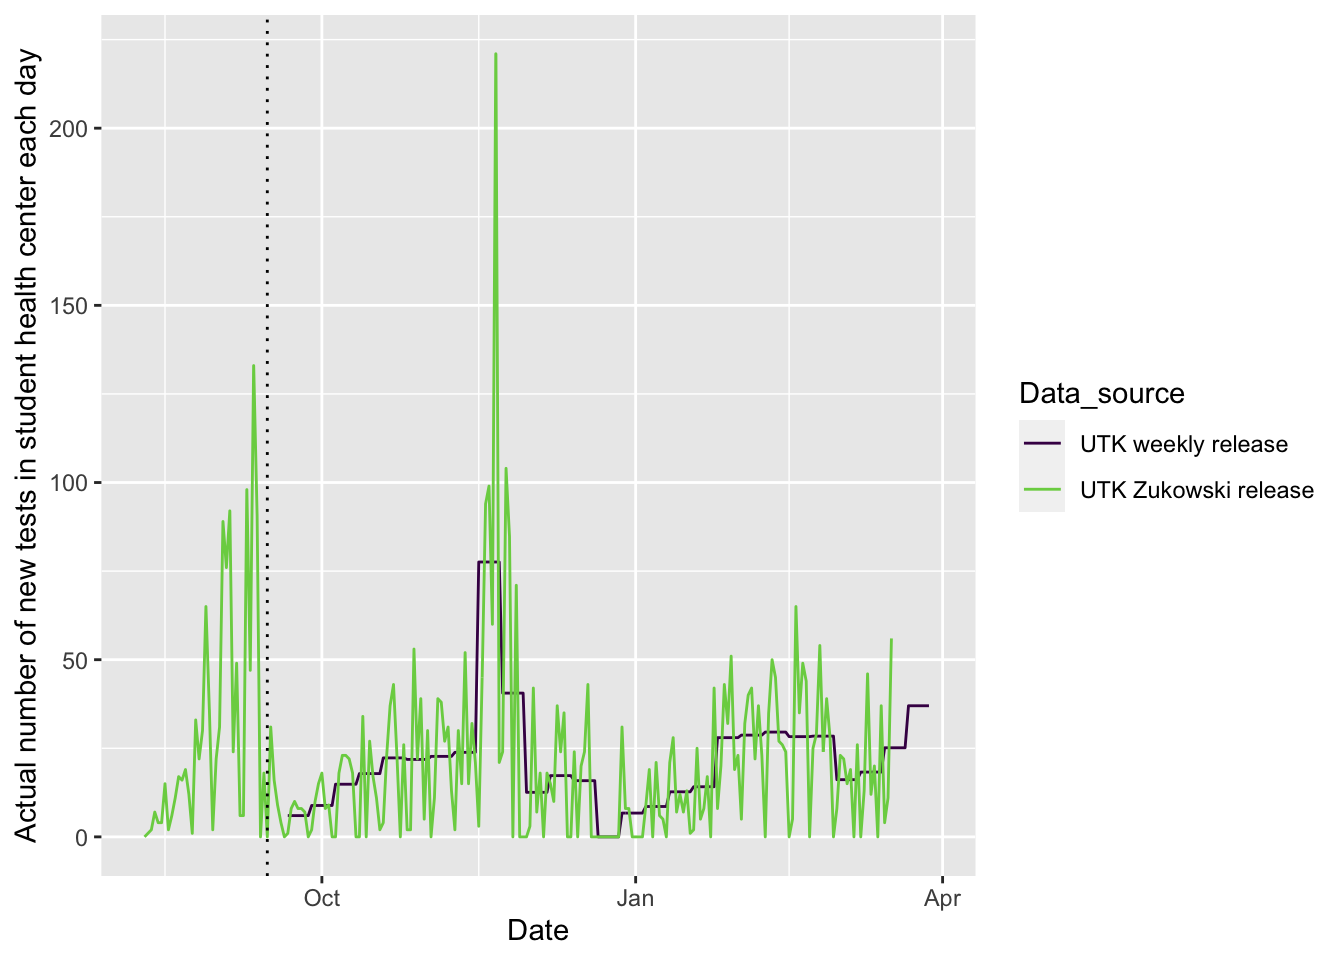 Actual number of new tests in student health center each day
200
150
100
50
0
Oct
Jan
Apr
Date
Data_source
UTK weekly release
UTK Zukowski release